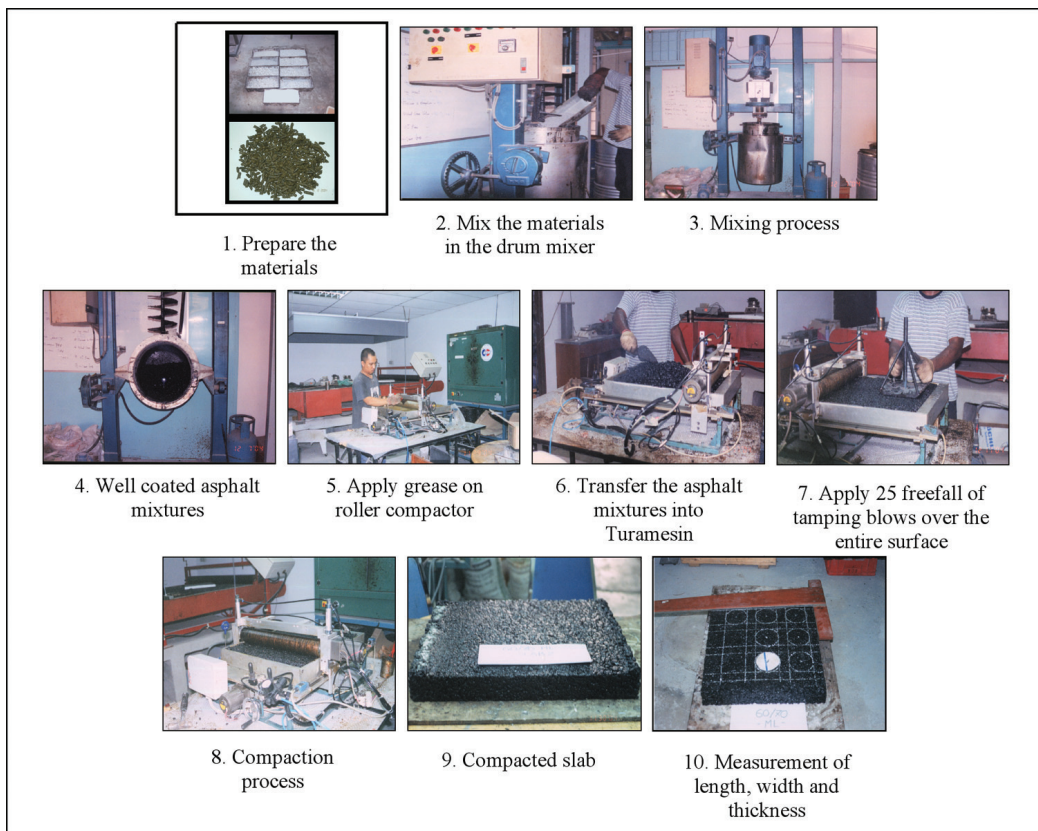 1. Prepare the
materials
2. Mix the materials
in the drum mixer
3. Mixing process
4. Well coated asphalt
mixtures
5. Apply grease on
roller compactor
6. Transfer the asphalt
mixtures into
Turamesin
7. Apply 25 freefall of
tamping blows over the
entire surface
8. Compaction
process
9. Compacted slab
60/70
ML
10. Measurement of
length, width and
thickness